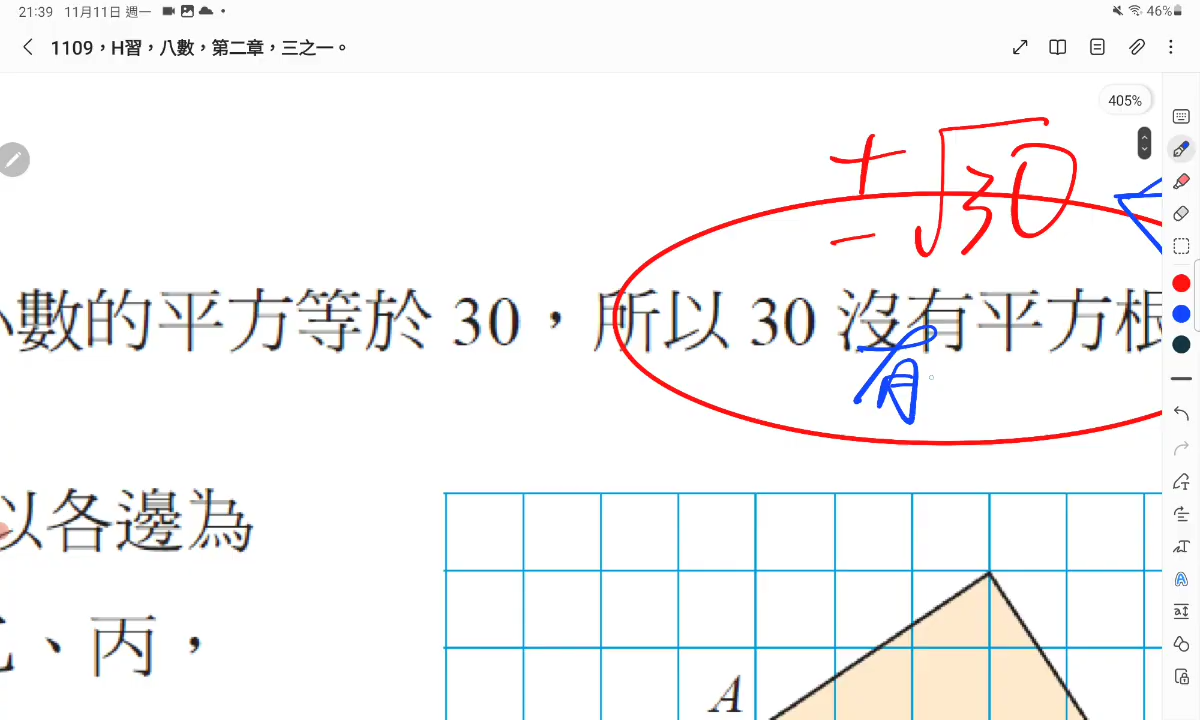 21:39 11月11日 週一
46%
1109，H習，八數，第二章，三之一。
405%
±√30
小數的平方等於 30，所以 30 沒有平方根
有
以各邊為
乙、丙，
A